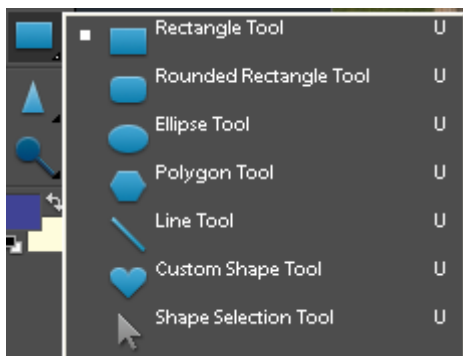 Rectangle Tool U
Rounded Rectangle Tool U
Ellipse Tool U
Polygon Tool U
Line Tool U
Custom Shape Tool U
Shape Selection Tool U